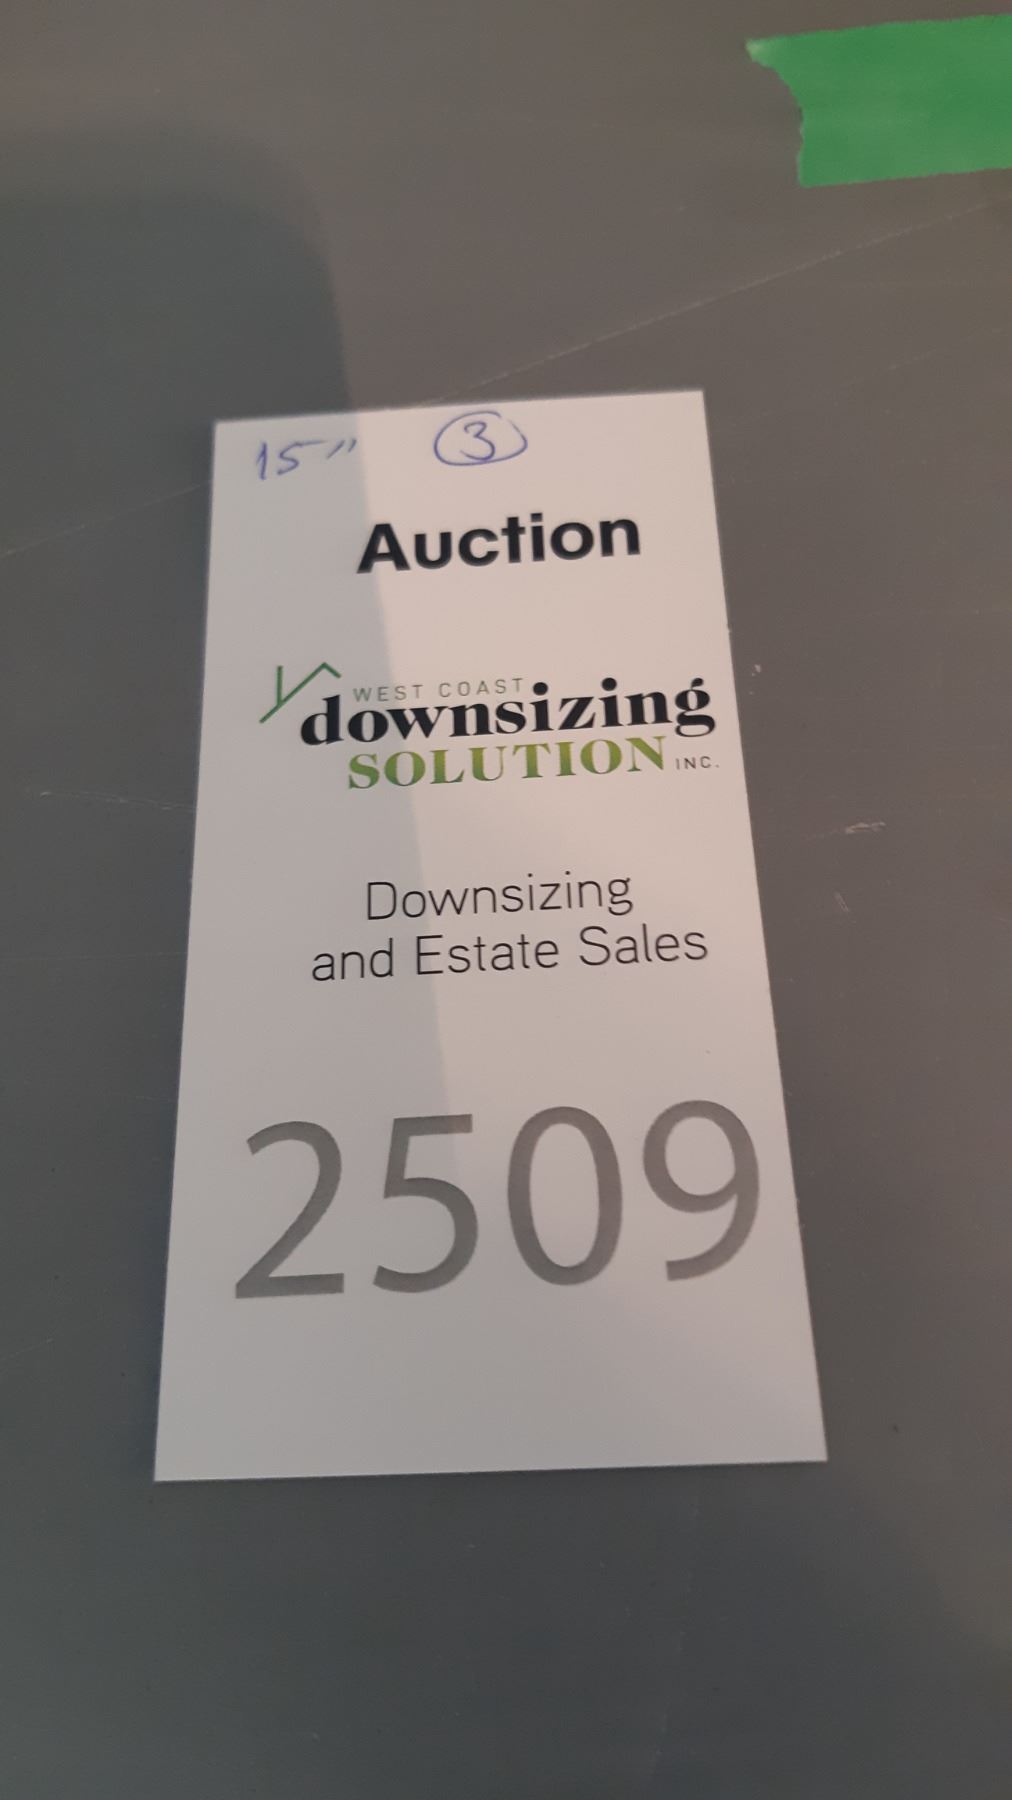 15" 3
Auction
WEST COAST
downsizing
SOLUTION INC.
Downsizing
and Estate Sales
2509